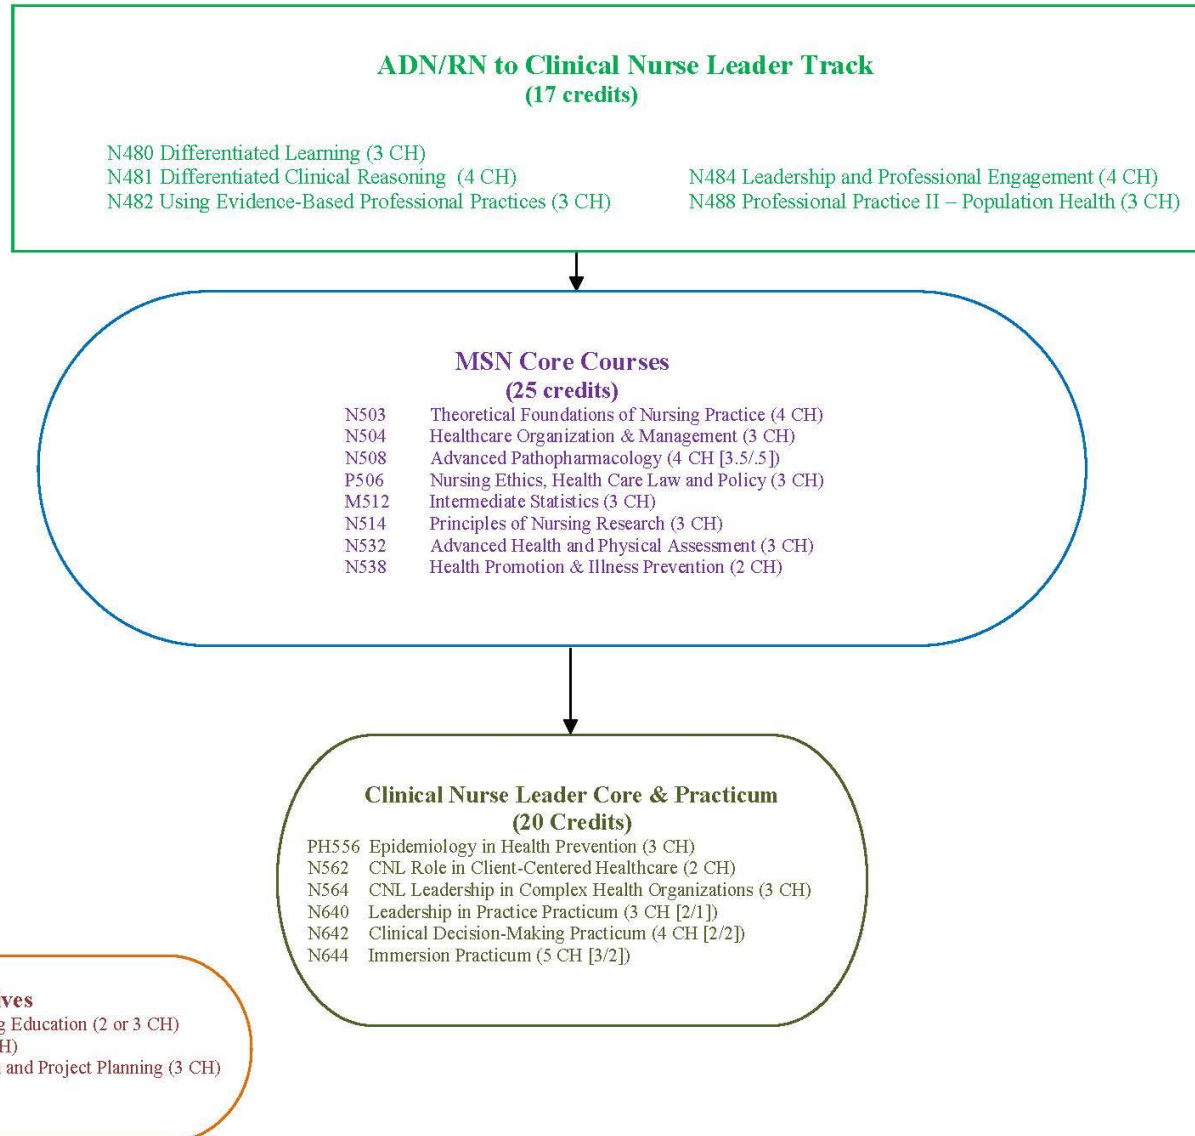 ADN/RN to Clinical Nurse Leader Track
(17 credits)
N480 Differentiated Learning (3 CH)
N481 Differentiated Clinical Reasoning (4 CH)
N482 Using Evidence-Based Professional Practices (3 CH)
N484 Leadership and Professional Engagement (4 CH)
N488 Professional Practice II – Population Health (3 CH)
MSN Core Courses
(25 credits)
N503 Theoretical Foundations of Nursing Practice (4 CH)
N504 Healthcare Organization & Management (3 CH)
N508 Advanced Pathopharmacology (4 CH [3.5/.5])
P506 Nursing Ethics, Health Care Law and Policy (3 CH)
M512 Intermediate Statistics (3 CH)
N514 Principles of Nursing Research (3 CH)
N532 Advanced Health and Physical Assessment (3 CH)
N538 Health Promotion & Illness Prevention (2 CH)
Clinical Nurse Leader Core & Practicum
(20 Credits)
PH556 Epidemiology in Health Prevention (3 CH)
N562 CNL Role in Client-Centered Healthcare (2 CH)
N564 CNL Leadership in Complex Health Organizations (3 CH)
N640 Leadership in Practice Practicum (3 CH [2/1])
N642 Clinical Decision-Making Practicum (4 CH [2/2])
N644 Immersion Practicum (5 CH [3/2])
ves
g Education (2 or 3 CH)
H)
and Project Planning (3 CH)